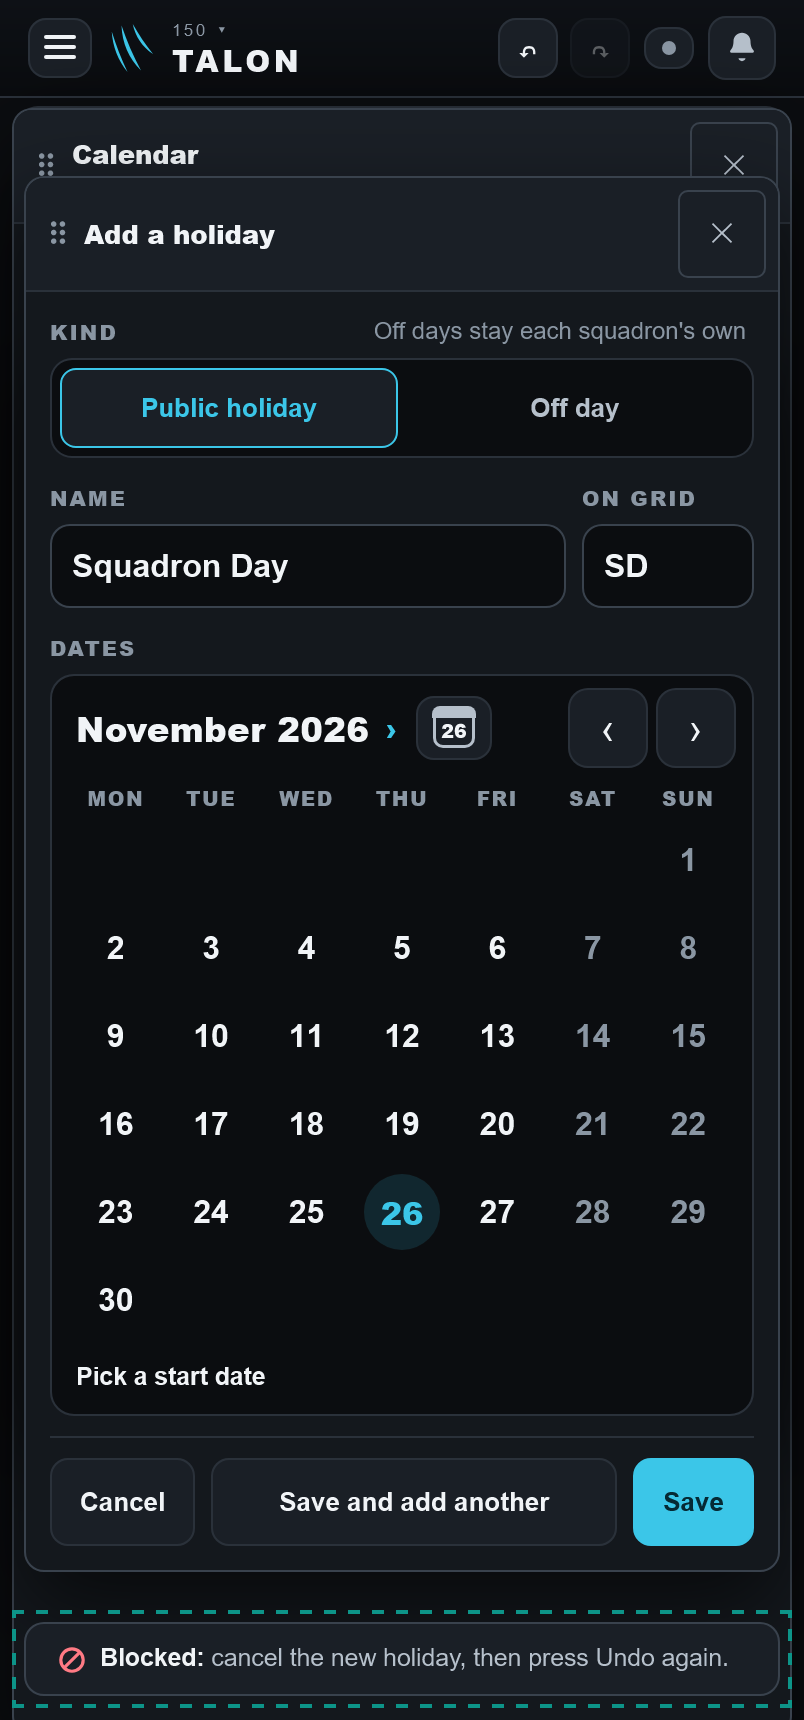 150 ▾
TALON
Calendar
Add a holiday
KIND
Off days stay each squadron's own
Public holiday
Off day
NAME
ON GRID
Squadron Day
SD
DATES
November 2026 ›
26
‹ ›
MON TUE WED THU FRI SAT SUN
1
2 3 4 5 6 7 8
9 10 11 12 13 14 15
16 17 18 19 20 21 22
23 24 25 26 27 28 29
30
Pick a start date
Cancel
Save and add another
Save
Blocked: cancel the new holiday, then press Undo again.